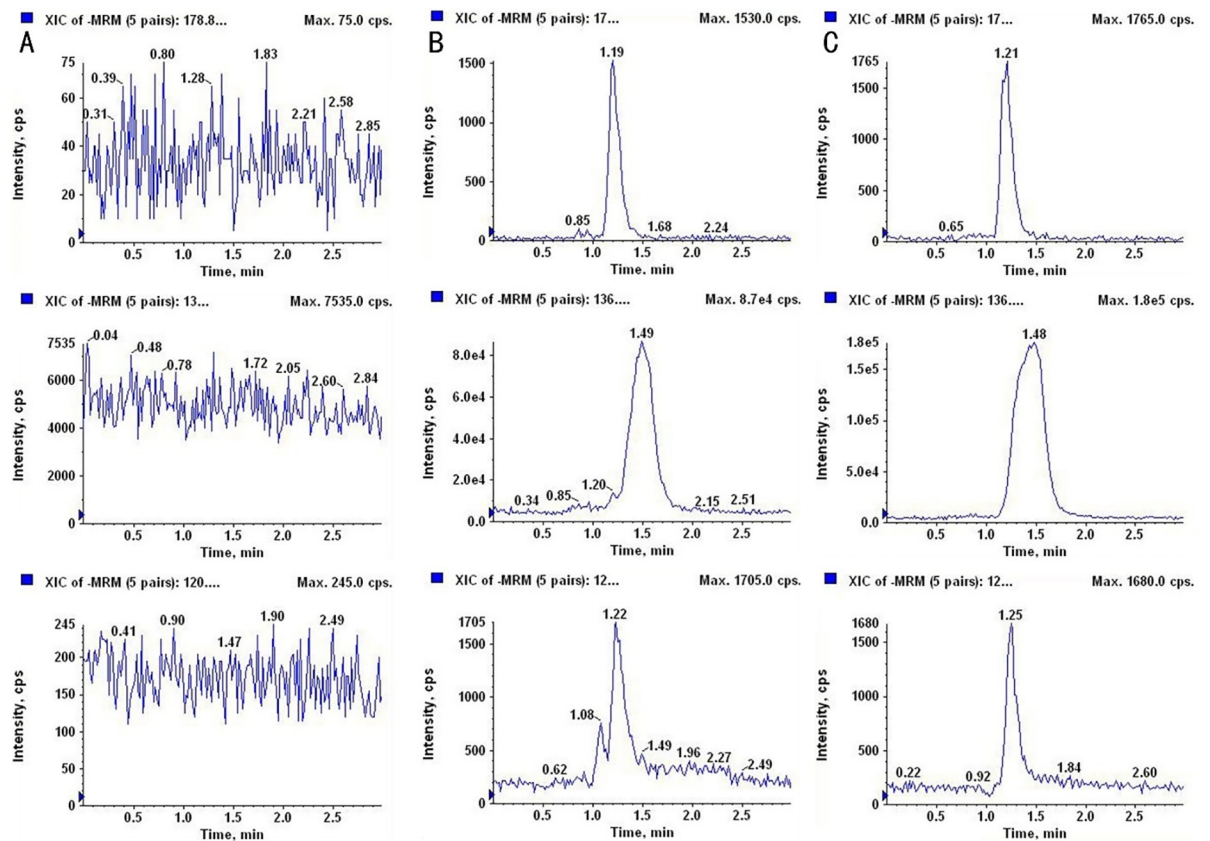 XIC of -MRM (5 pairs): 178.8... Max. 75.0 cps.
A
0.80 1.83
0.39 1.28
0.31 2.21 2.58 2.85
75
60
40
20
0
Intensity, cps
0.5 1.0 1.5 2.0 2.5
Time, min
XIC of -MRM (5 pairs): 17... Max. 1530.0 cps.
B
1.19
0.85 1.68 2.24
1500
1000
500
0
Intensity, cps
0.5 1.0 1.5 2.0 2.5
Time, min
XIC of -MRM (5 pairs): 17... Max. 1765.0 cps.
C
1.21
0.65
1765
1500
1000
500
0
Intensity, cps
0.5 1.0 1.5 2.0 2.5
Time, min
XIC of -MRM (5 pairs): 13... Max. 7535.0 cps.
0.04 0.48 0.78 1.72 2.05 2.60 2.84
7535
6000
4000
2000
0
Intensity, cps
0.5 1.0 1.5 2.0 2.5
Time, min
XIC of -MRM (5 pairs): 136.... Max. 8.7e4 cps.
1.49
0.34 0.85 1.20 2.15 2.51
8.0e4
6.0e4
4.0e4
2.0e4
0.0
Intensity, cps
0.5 1.0 1.5 2.0 2.5
Time, min
XIC of -MRM (5 pairs): 136.... Max. 1.8e5 cps.
1.48
1.8e5
1.5e5
1.0e5
5.0e4
0.0
Intensity, cps
0.5 1.0 1.5 2.0 2.5
Time, min
XIC of -MRM (5 pairs): 120.... Max. 245.0 cps.
0.41 0.90 1.47 1.90 2.49
245
200
150
100
50
0
Intensity, cps
0.5 1.0 1.5 2.0 2.5
Time, min
XIC of -MRM (5 pairs): 12... Max. 1705.0 cps.
1.22
1.08
0.62 1.49 1.96 2.27 2.49
1705
1500
1000
500
0
Intensity, cps
0.5 1.0 1.5 2.0 2.5
Time, min
XIC of -MRM (5 pairs): 12... Max. 1680.0 cps.
1.25
0.22 0.92 1.84 2.60
1680
1500
1000
500
0
Intensity, cps
0.5 1.0 1.5 2.0 2.5
Time, min